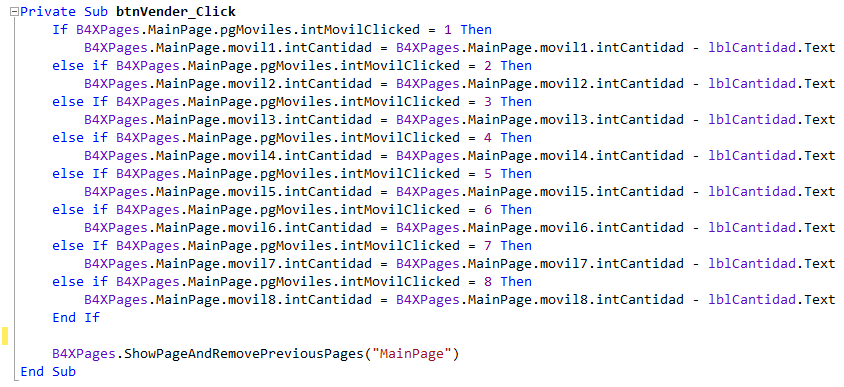 Private Sub btnVender_Click
If B4XPages.MainPage.pgMoviles.intMovilClicked = 1 Then
B4XPages.MainPage.movil1.intCantidad = B4XPages.MainPage.movil1.intCantidad - lblCantidad.Text
else if B4XPages.MainPage.pgMoviles.intMovilClicked = 2 Then
B4XPages.MainPage.movil2.intCantidad = B4XPages.MainPage.movil2.intCantidad - lblCantidad.Text
else If B4XPages.MainPage.pgMoviles.intMovilClicked = 3 Then
B4XPages.MainPage.movil3.intCantidad = B4XPages.MainPage.movil3.intCantidad - lblCantidad.Text
else if B4XPages.MainPage.pgMoviles.intMovilClicked = 4 Then
B4XPages.MainPage.movil4.intCantidad = B4XPages.MainPage.movil4.intCantidad - lblCantidad.Text
else If B4XPages.MainPage.pgMoviles.intMovilClicked = 5 Then
B4XPages.MainPage.movil5.intCantidad = B4XPages.MainPage.movil5.intCantidad - lblCantidad.Text
else if B4XPages.MainPage.pgMoviles.intMovilClicked = 6 Then
B4XPages.MainPage.movil6.intCantidad = B4XPages.MainPage.movil6.intCantidad - lblCantidad.Text
else If B4XPages.MainPage.pgMoviles.intMovilClicked = 7 Then
B4XPages.MainPage.movil7.intCantidad = B4XPages.MainPage.movil7.intCantidad - lblCantidad.Text
else if B4XPages.MainPage.pgMoviles.intMovilClicked = 8 Then
B4XPages.MainPage.movil8.intCantidad = B4XPages.MainPage.movil8.intCantidad - lblCantidad.Text
End If
B4XPages.ShowPageAndRemovePreviousPages("MainPage")
End Sub